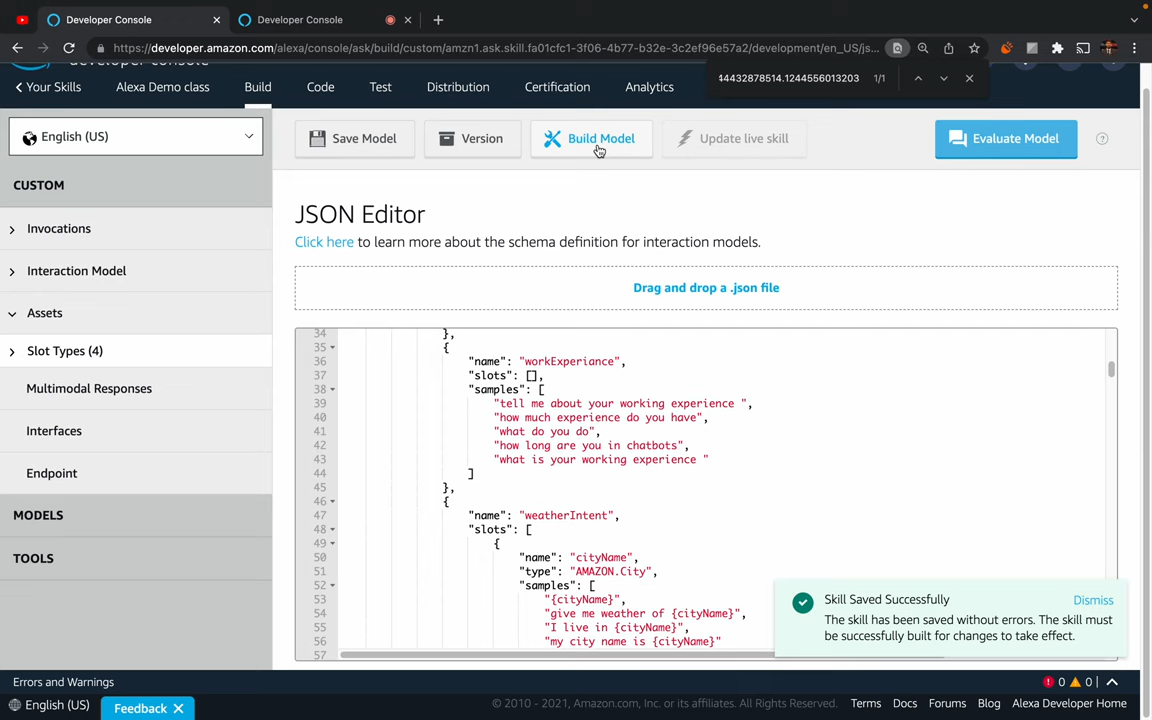 Developer Console
Developer Console
https://developer.amazon.com/alexa/console/ask/build/custom/amzn1.ask.skill.fa01cfc1-3f06-4b77-b32e-3c2ef96e57a2/development/en_US/js...
44432878514.1244556013203 1/1
developer console
Your Skills Alexa Demo class Build Code Test Distribution Certification Analytics
English (US)
Save Model Version Build Model Update live skill Evaluate Model
CUSTOM
Invocations
Interaction Model
Assets
Slot Types (4)
Multimodal Responses
Interfaces
Endpoint
MODELS
TOOLS
JSON Editor
Click here to learn more about the schema definition for interaction models.
Drag and drop a .json file
34 },
35 {
36 "name": "workExperiance",
37 "slots": [],
38 "samples": [
39 "tell me about your working experience ",
40 "how much experience do you have",
41 "what do you do",
42 "how long are you in chatbots",
43 "what is your working experience "
44 ]
45 },
46 {
47 "name": "weatherIntent",
48 "slots": [
49 {
50 "name": "cityName",
51 "type": "AMAZON.City",
52 "samples": [
53 "{cityName}",
54 "give me weather of {cityName}",
55 "I live in {cityName}",
56 "my city name is {cityName}"
57
Skill Saved Successfully
Dismiss
The skill has been saved without errors. The skill must
be successfully built for changes to take effect.
Errors and Warnings
0 0 |
English (US)
Feedback
© 2010 - 2021, Amazon.com, Inc. or its affiliates. All Rights Reserved.
Terms Docs Forums Blog Alexa Developer Home